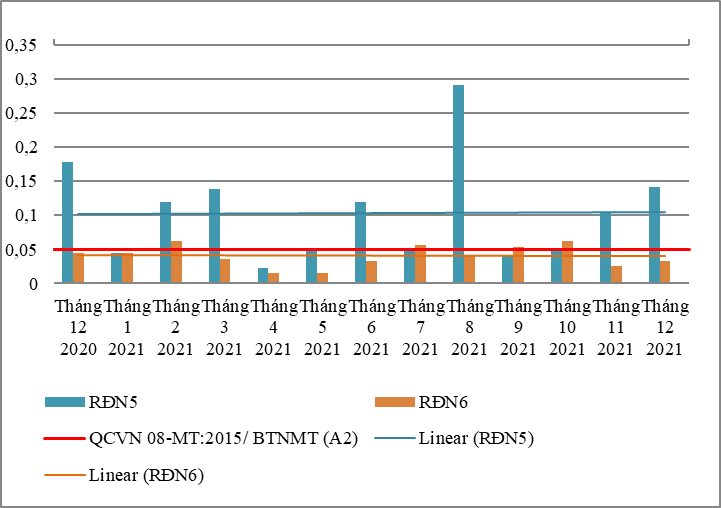 0,35
0,3
0,25
0,2
0,15
0,1
0,05
0
Tháng 12 2020
Tháng 1 2021
Tháng 2 2021
Tháng 3 2021
Tháng 4 2021
Tháng 5 2021
Tháng 6 2021
Tháng 7 2021
Tháng 8 2021
Tháng 9 2021
Tháng 10 2021
Tháng 11 2021
Tháng 12 2021
RĐN5
RĐN6
QCVN 08-MT:2015/ BTNMT (A2)
Linear (RĐN5)
Linear (RĐN6)